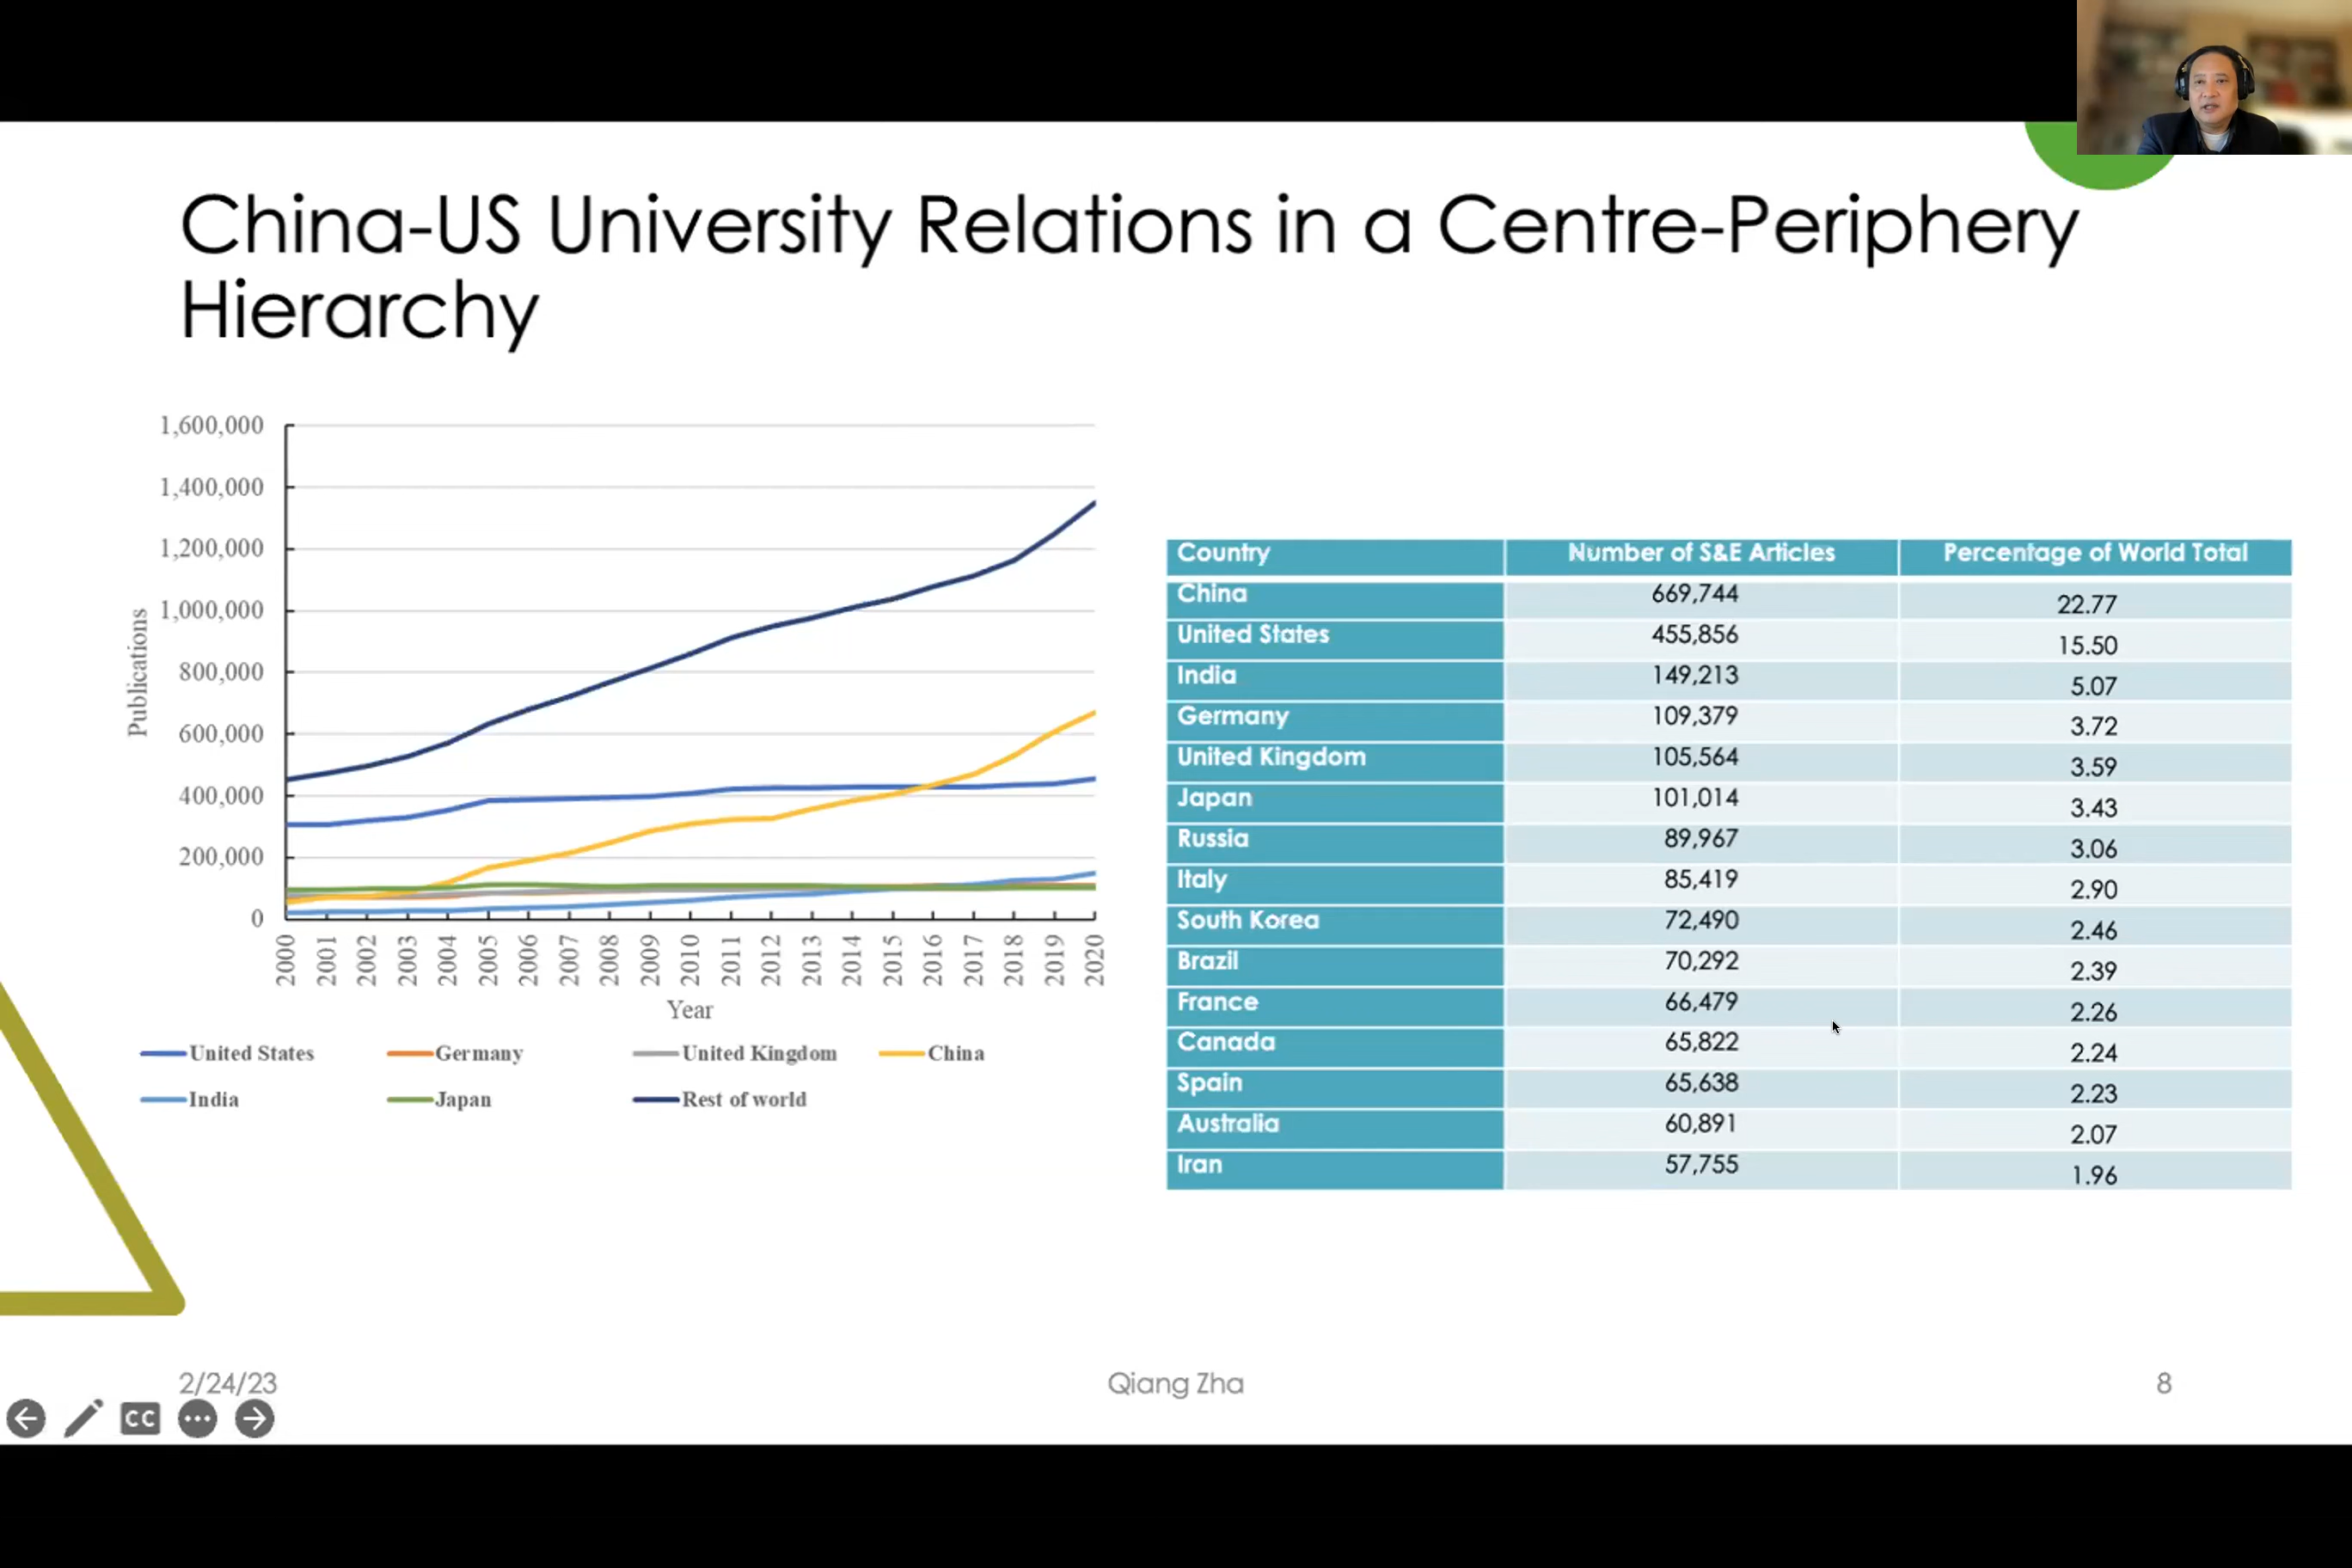 China-US University Relations in a Centre-Periphery
Hierarchy
1,600,000
1,400,000
1,200,000
1,000,000
800,000
600,000
400,000
200,000
0
Publications
2000 2001 2002 2003 2004 2005 2006 2007 2008 2009 2010 2011 2012 2013 2014 2015 2016 2017 2018 2019 2020
Year
United States Germany United Kingdom China
India Japan Rest of world
Country Number of S&E Articles Percentage of World Total
China 669,744 22.77
United States 455,856 15.50
India 149,213 5.07
Germany 109,379 3.72
United Kingdom 105,564 3.59
Japan 101,014 3.43
Russia 89,967 3.06
Italy 85,419 2.90
South Korea 72,490 2.46
Brazil 70,292 2.39
France 66,479 2.26
Canada 65,822 2.24
Spain 65,638 2.23
Australia 60,891 2.07
Iran 57,755 1.96
2/24/23 Qiang Zha 8
CC